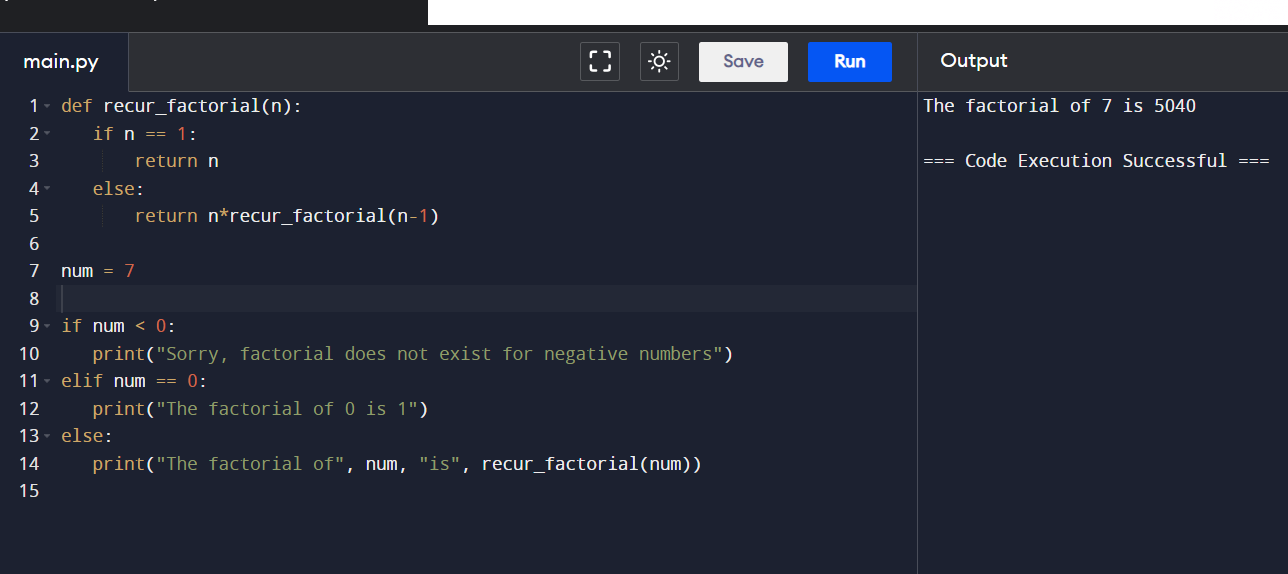 main.py
Save
Run
Output
1 def recur_factorial(n):
2    if n == 1:
3        return n
4    else:
5        return n*recur_factorial(n-1)
6
7 num = 7
8
9 if num < 0:
10    print("Sorry, factorial does not exist for negative numbers")
11 elif num == 0:
12    print("The factorial of 0 is 1")
13 else:
14    print("The factorial of", num, "is", recur_factorial(num))
15
The factorial of 7 is 5040
=== Code Execution Successful ===